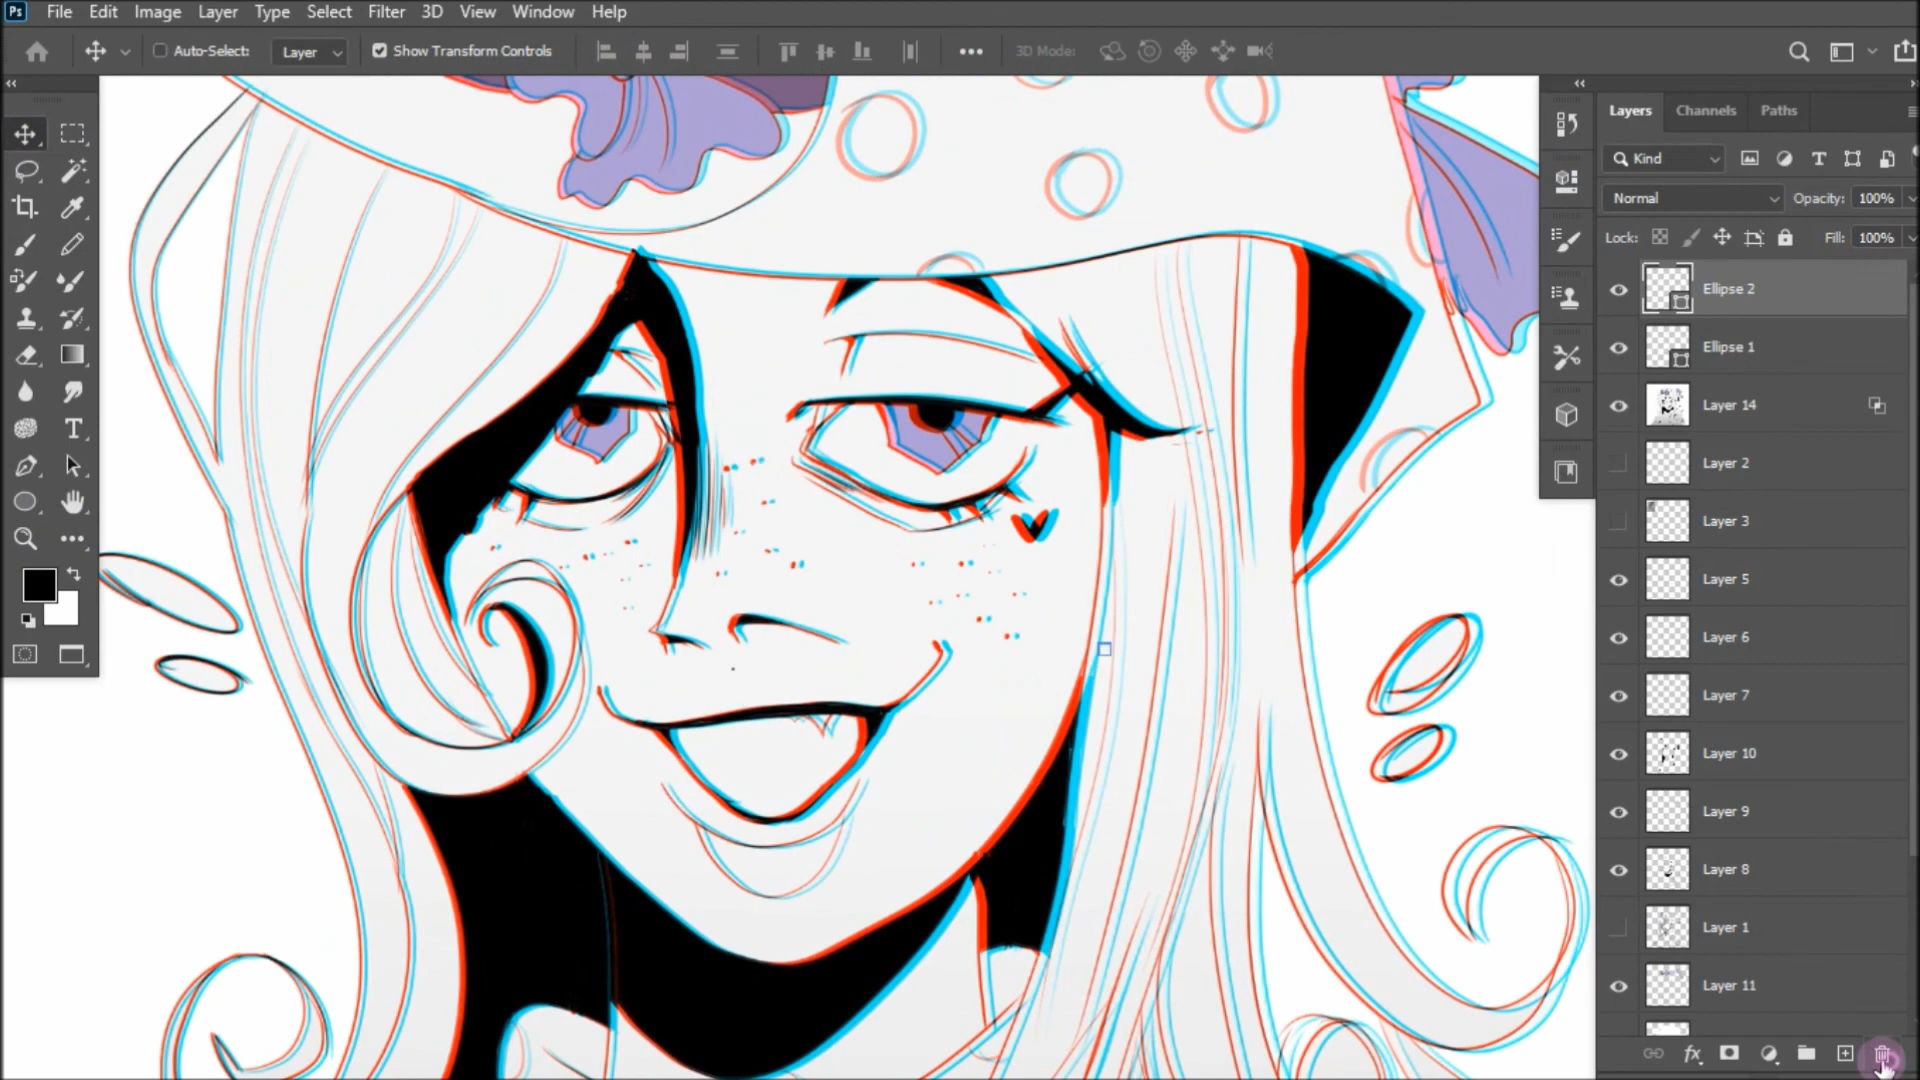 Ps File Edit Image Layer Type Select Filter 3D View Window Help
Auto-Select: Layer Show Transform Controls 3D Mode:
Layers Channels Paths
Kind
Normal Opacity: 100%
Lock: Fill: 100%
Ellipse 2
Ellipse 1
Layer 14
Layer 2
Layer 3
Layer 5
Layer 6
Layer 7
Layer 10
Layer 9
Layer 8
Layer 1
Layer 11